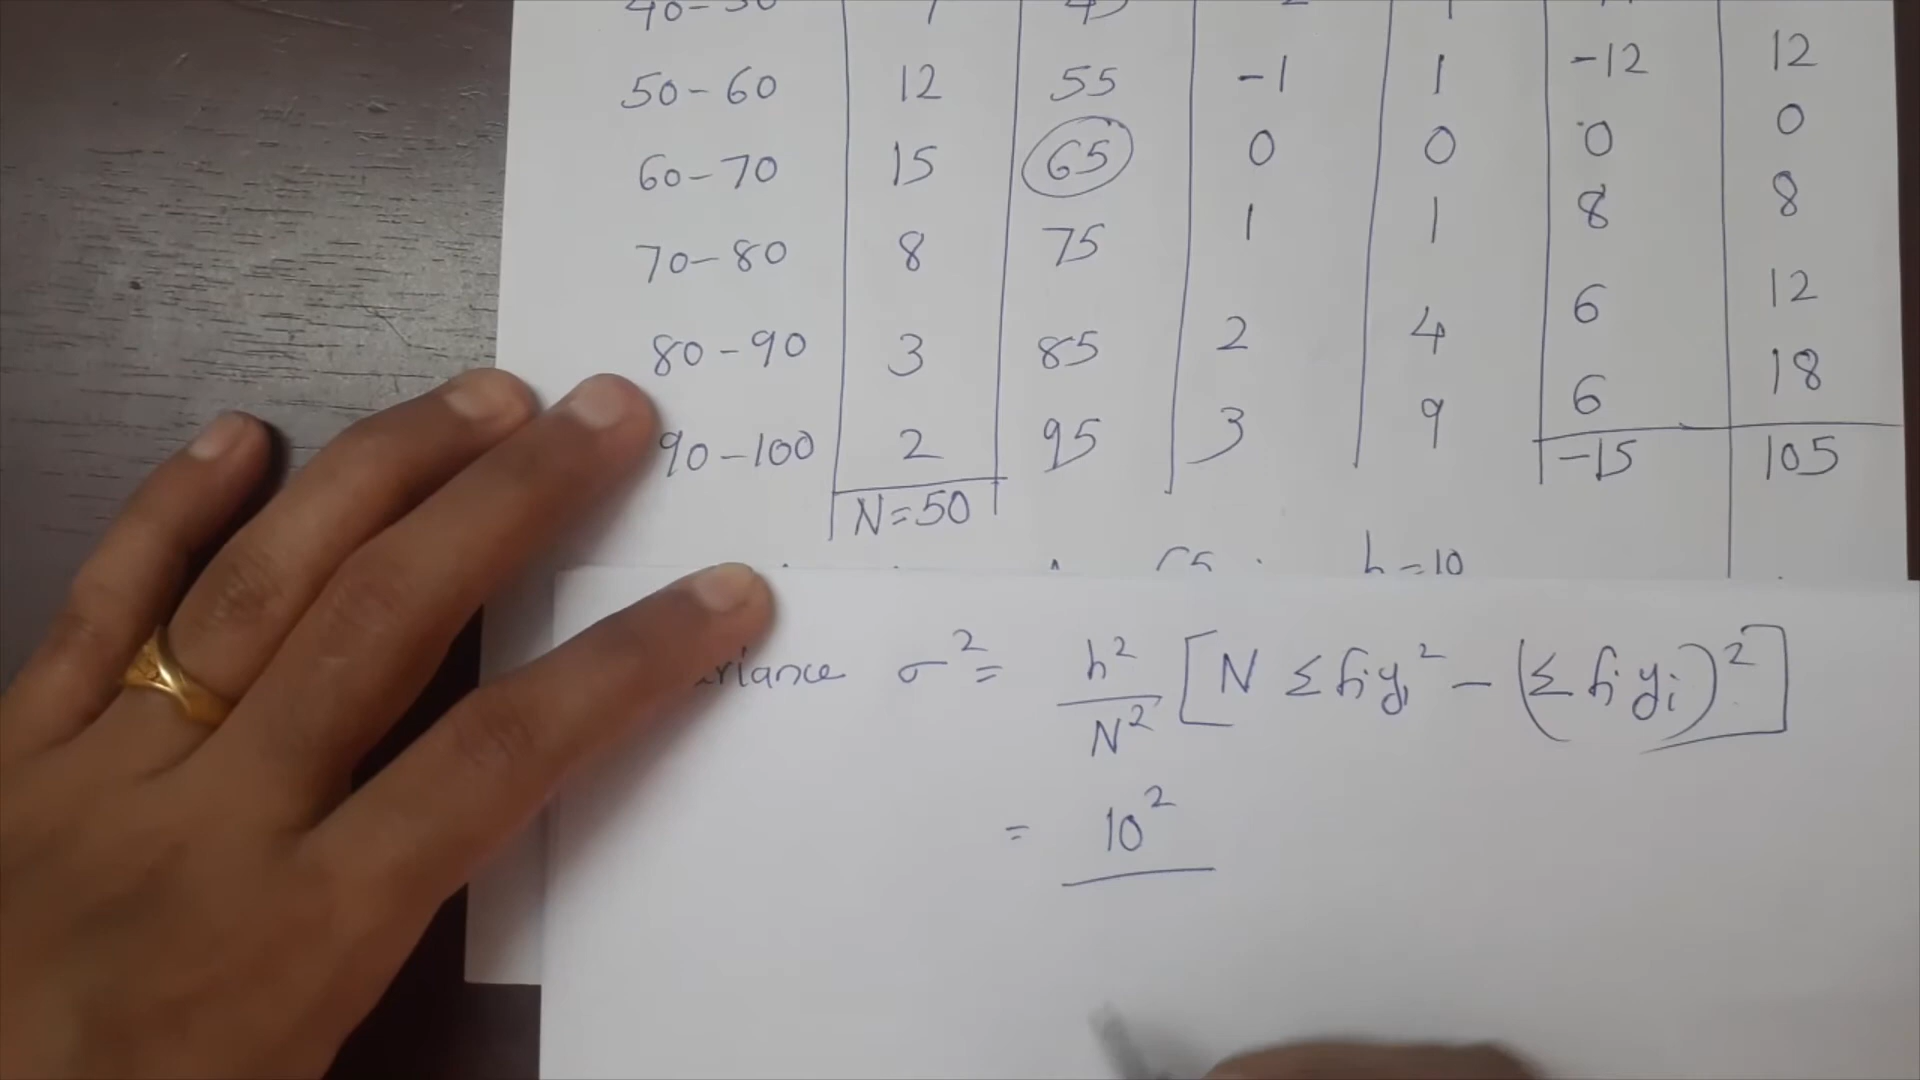 50-60 12 55 -1 1 -12 12
60-70 15 65 0 0 0 0
70-80 8 75 1 1 8 8
80-90 3 85 2 4 6 12
90-100 2 95 3 9 6 18
N=50 -15 105
h=10
variance σ² = h²/N² [N Σfiyi² - (Σfiyi)²]
= 10²